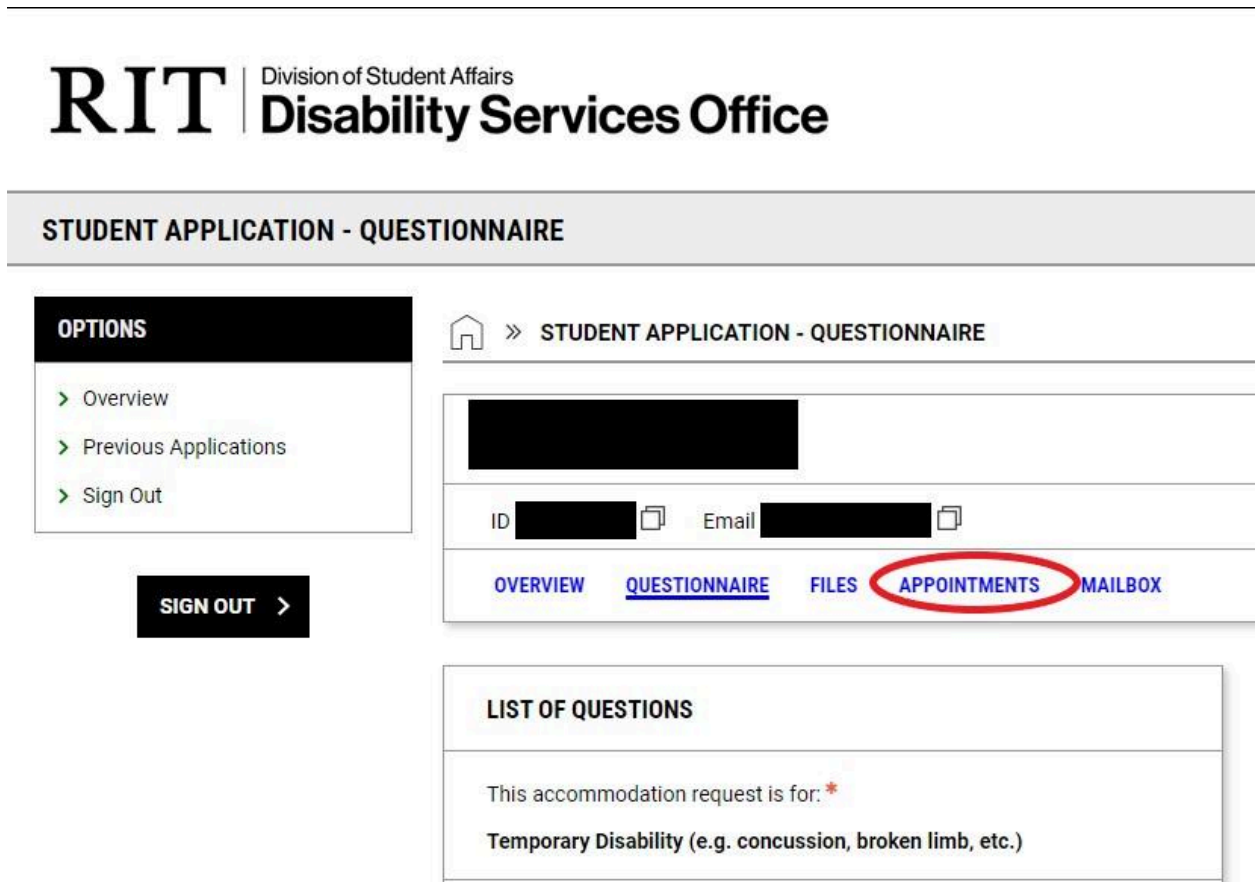 RIT Division of Student Affairs
Disability Services Office
STUDENT APPLICATION - QUESTIONNAIRE
OPTIONS
> Overview
> Previous Applications
> Sign Out
SIGN OUT >
» STUDENT APPLICATION - QUESTIONNAIRE
ID Email
OVERVIEW QUESTIONNAIRE FILES APPOINTMENTS MAILBOX
LIST OF QUESTIONS
This accommodation request is for: *
Temporary Disability (e.g. concussion, broken limb, etc.)